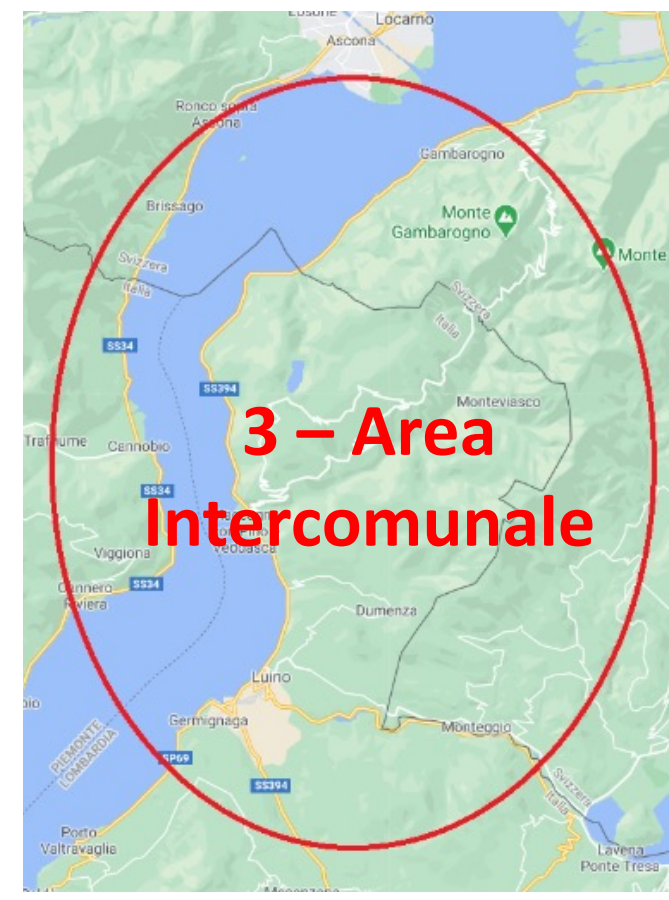 Losone
Locarno
Ascona
Ronco sopra
Ascona
Gambarogno
Brissago
Monte
Gambarogno
Monte
Svizzera
Italia
Svizzera
Italia
SS34
SS394
Monteviasco
3 – Area
Cannobio
SS34
Intercomunale
Veddasca
Viggiona
SS34
Cannero
Riviera
Dumenza
Luino
Germignaga
Monteggio
PIEMONTE
LOMBARDIA
SP69
SS394
Svizzera
Italia
Porto
Valtravaglia
Lavena
Ponte Tresa